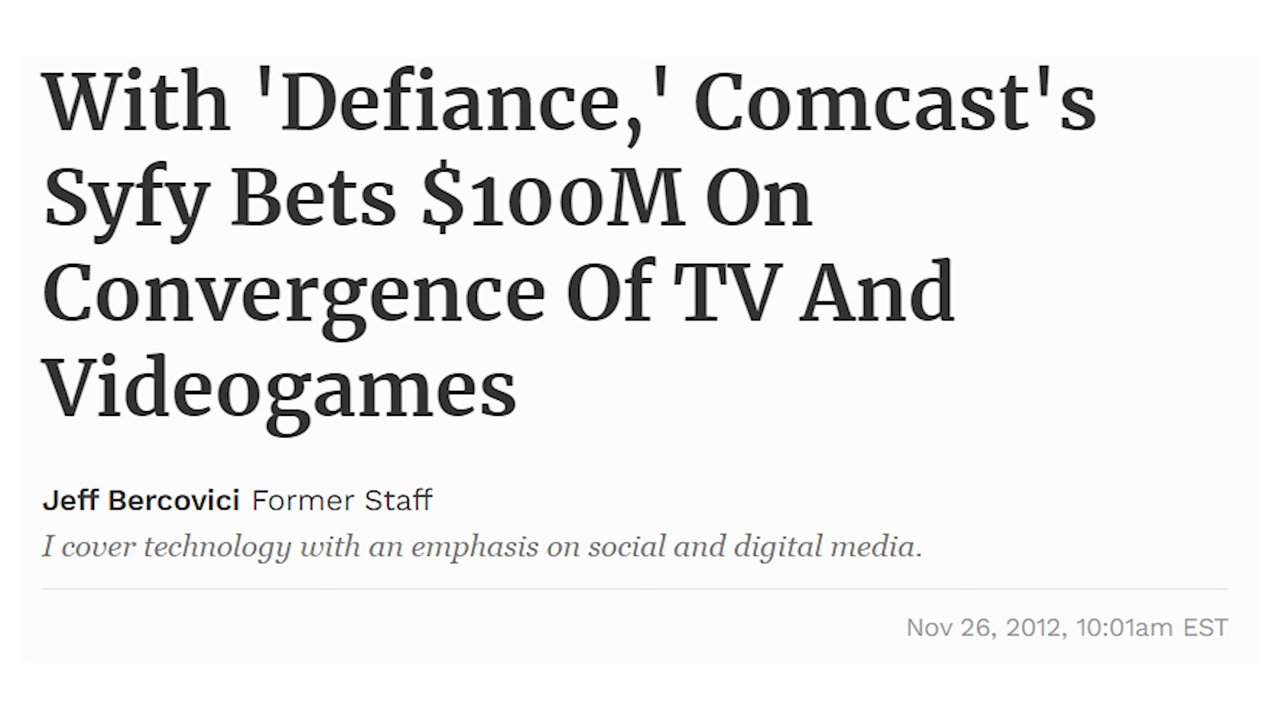 With 'Defiance,' Comcast's
Syfy Bets $100M On
Convergence Of TV And
Videogames
Jeff Bercovici Former Staff
I cover technology with an emphasis on social and digital media.
Nov 26, 2012, 10:01am EST